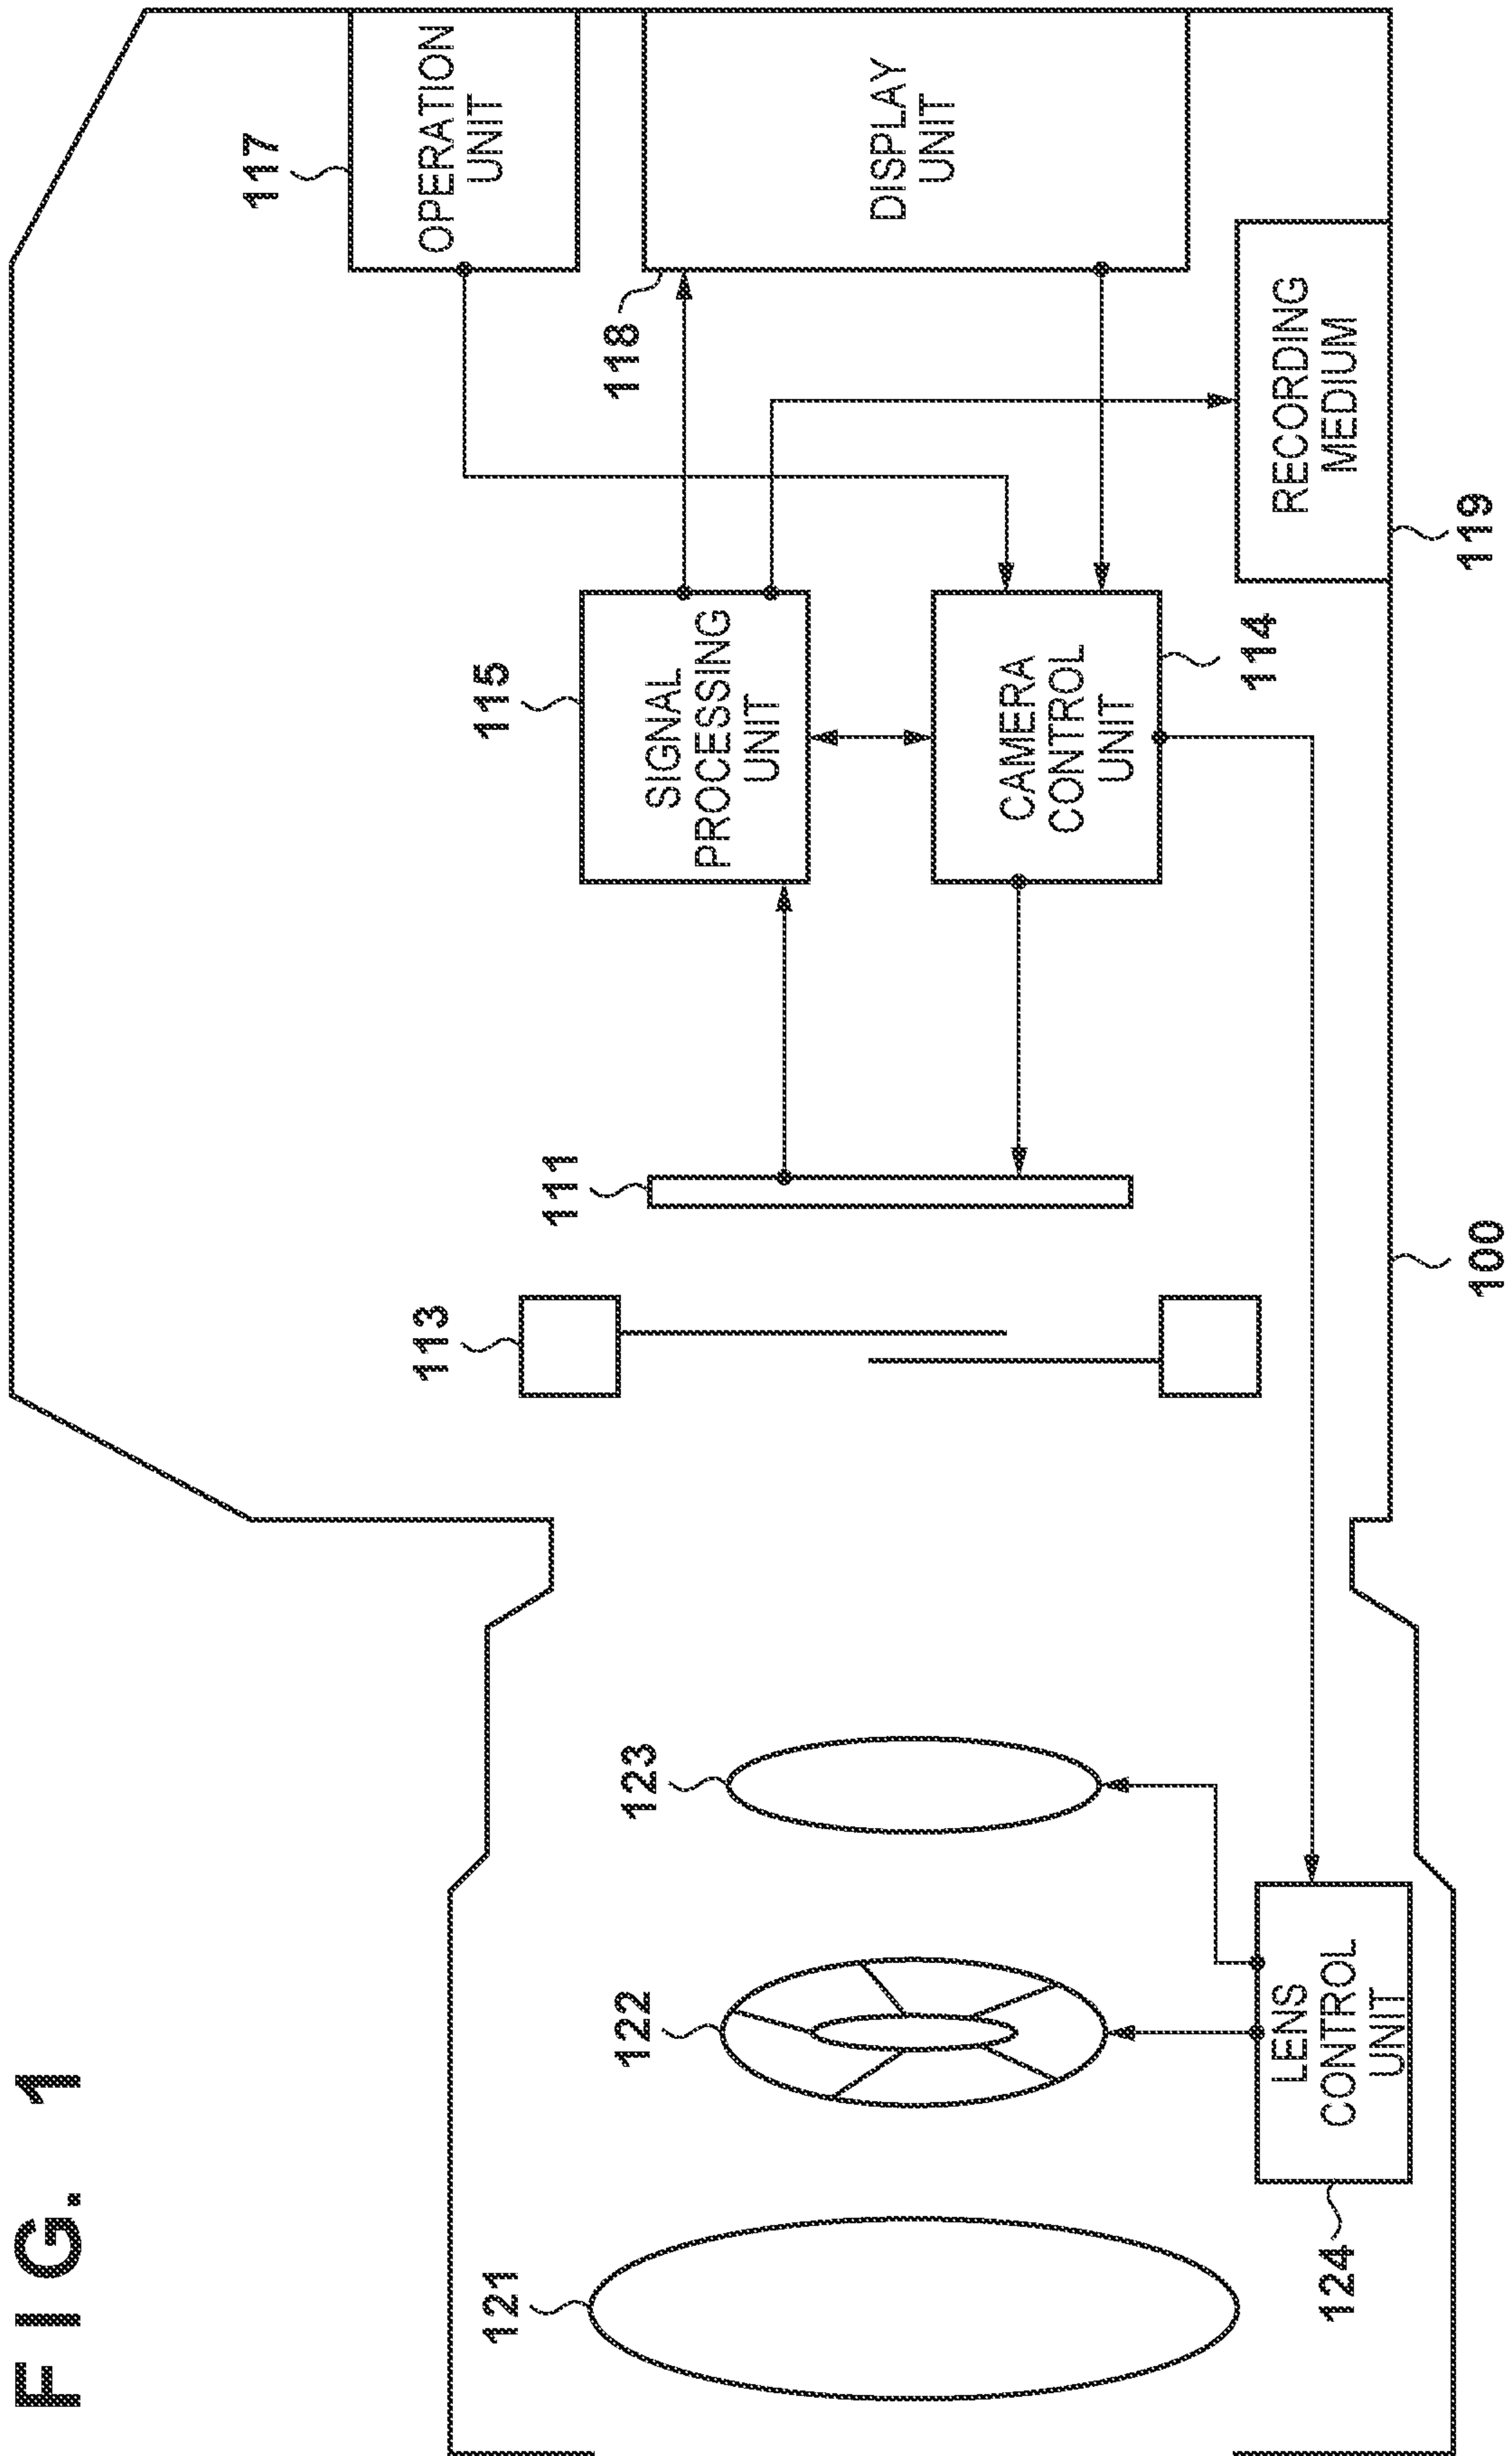 FIG. 1
117
OPERATION
UNIT
118
DISPLAY
UNIT
115
SIGNAL
PROCESSING
UNIT
CAMERA
CONTROL
UNIT
114
RECORDING
MEDIUM
119
111
113
100
123
122
121
LENS
CONTROL
UNIT
124